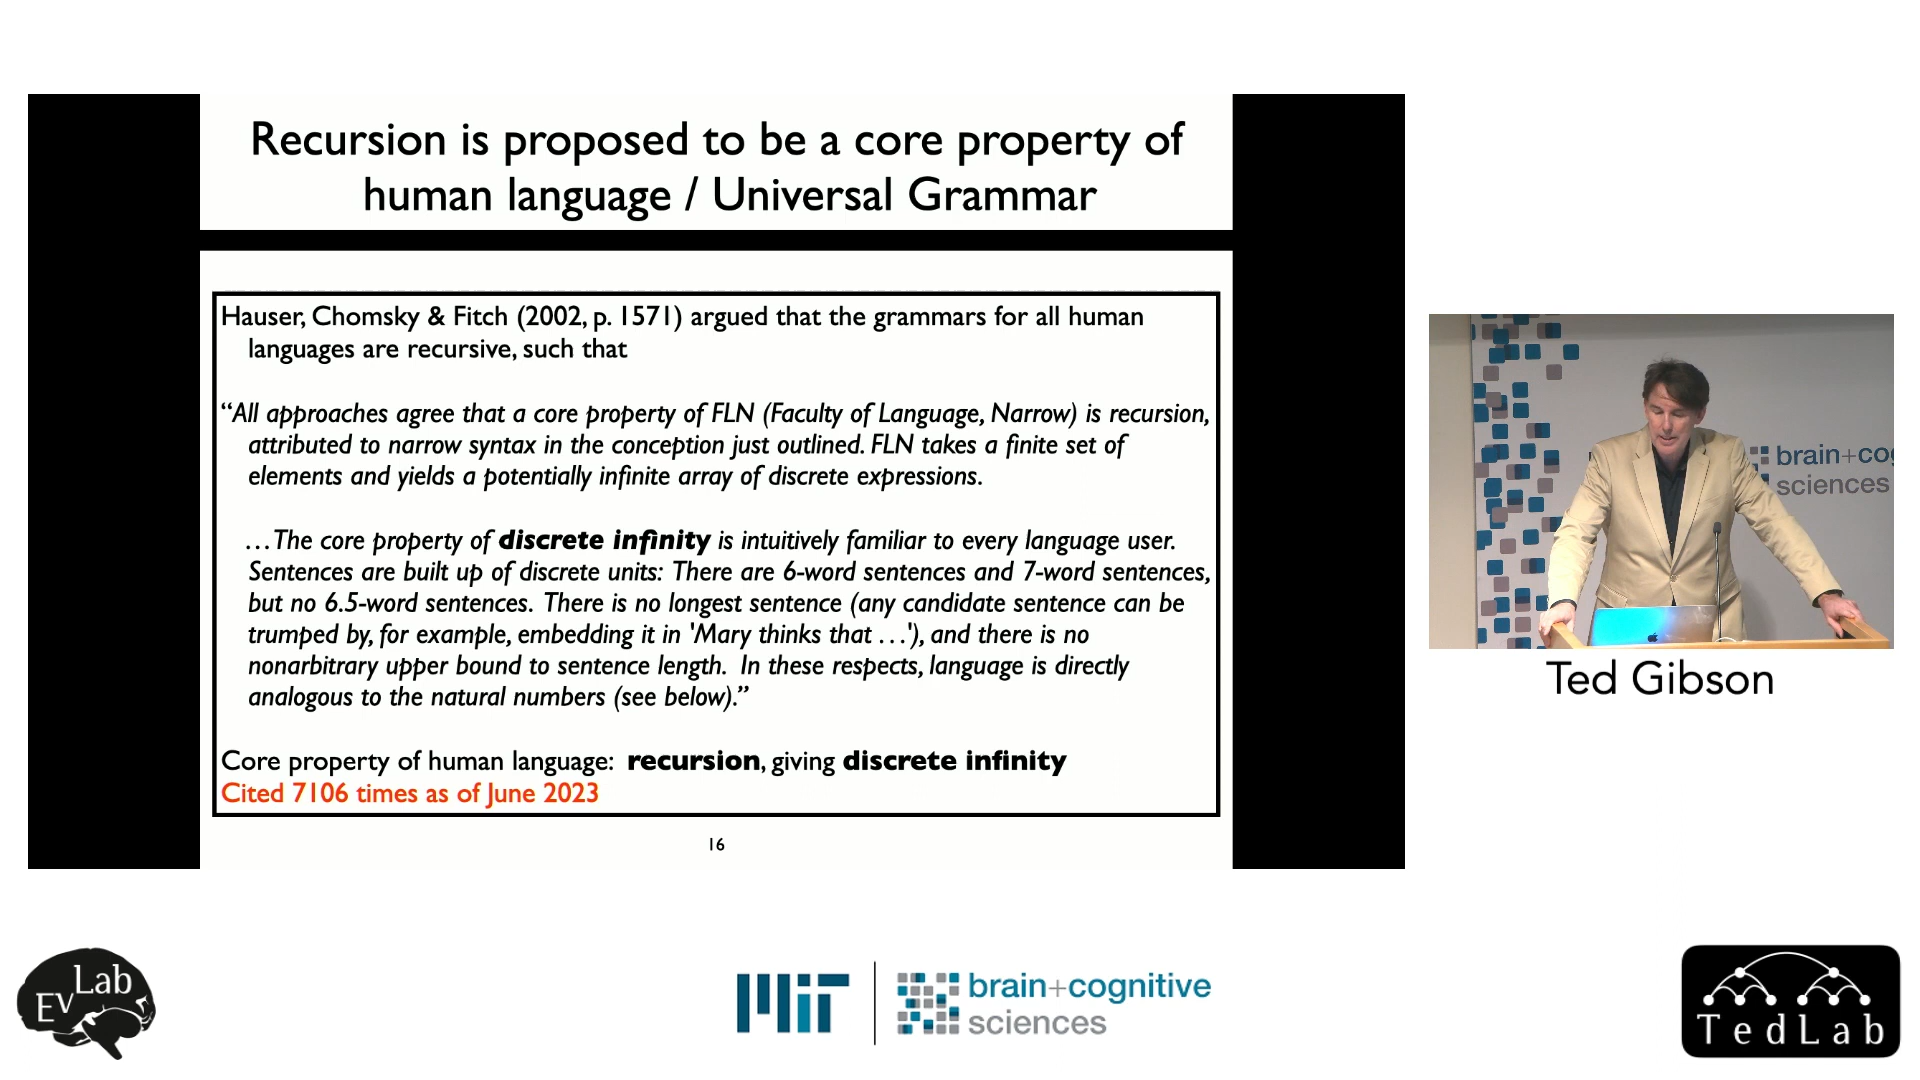 Recursion is proposed to be a core property of
human language / Universal Grammar
Hauser, Chomsky & Fitch (2002, p. 1571) argued that the grammars for all human
languages are recursive, such that
“All approaches agree that a core property of FLN (Faculty of Language, Narrow) is recursion,
attributed to narrow syntax in the conception just outlined. FLN takes a finite set of
elements and yields a potentially infinite array of discrete expressions.
…The core property of discrete infinity is intuitively familiar to every language user.
Sentences are built up of discrete units: There are 6-word sentences and 7-word sentences,
but no 6.5-word sentences. There is no longest sentence (any candidate sentence can be
trumped by, for example, embedding it in 'Mary thinks that …'), and there is no
nonarbitrary upper bound to sentence length. In these respects, language is directly
analogous to the natural numbers (see below).”
Core property of human language: recursion, giving discrete infinity
Cited 7106 times as of June 2023
16
brain+cog
sciences
Ted Gibson
EvLab
MIT
brain+cognitive
sciences
TedLab